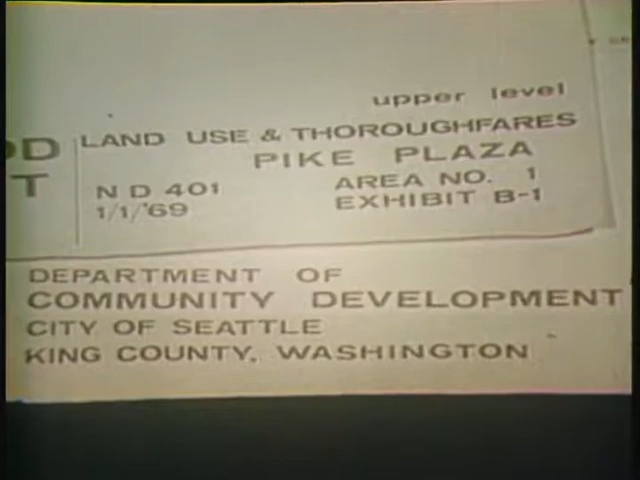 upper level
LAND USE & THOROUGHFARES
PIKE PLAZA
N D 401 AREA NO. 1
1/1/'69 EXHIBIT B-1
DEPARTMENT OF
COMMUNITY DEVELOPMENT
CITY OF SEATTLE
KING COUNTY, WASHINGTON